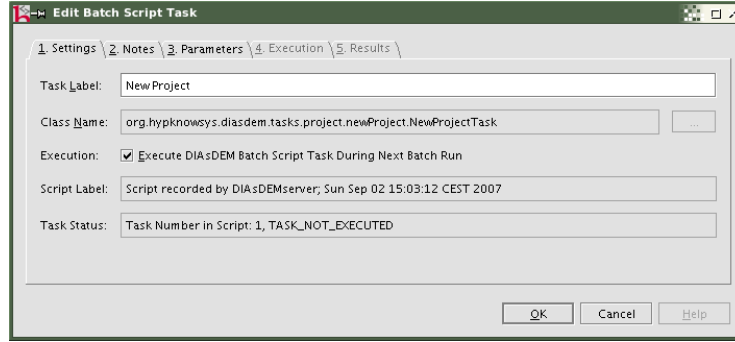 Edit Batch Script Task
1. Settings 2. Notes 3. Parameters 4. Execution 5. Results
Task Label: New Project
Class Name: org.hypknowsys.diasdem.tasks.project.newProject.NewProjectTask ...
Execution: Execute DIAsDEM Batch Script Task During Next Batch Run
Script Label: Script recorded by DIAsDEMserver; Sun Sep 02 15:03:12 CEST 2007
Task Status: Task Number in Script: 1, TASK_NOT_EXECUTED
OK Cancel Help